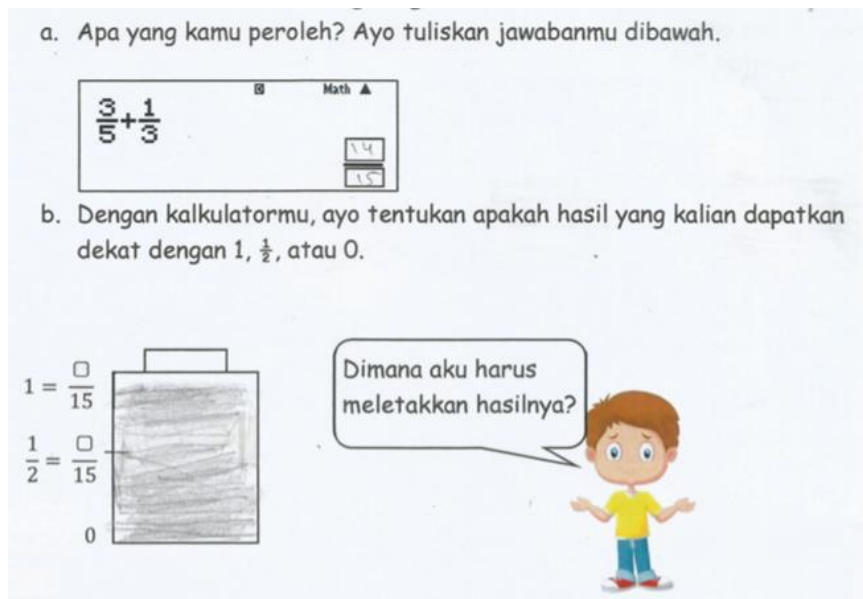 a. Apa yang kamu peroleh? Ayo tuliskan jawabanmu dibawah.
Math ▲
3/5+1/3
14
15
b. Dengan kalkulatormu, ayo tentukan apakah hasil yang kalian dapatkan
dekat dengan 1, 1/2, atau 0.
1 = □/15
1/2 = □/15
0
Dimana aku harus
meletakkan hasilnya?